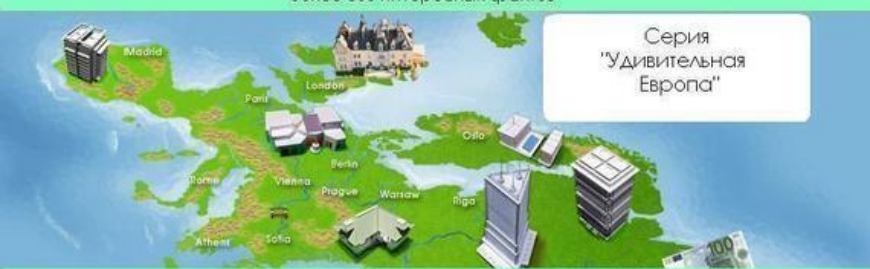 Серия
"Удивительная
Европа"
Madrid
London
Paris
Oslo
Berlin
Rome
Vienna
Prague
Warsaw
Riga
Athens
Sofia
100